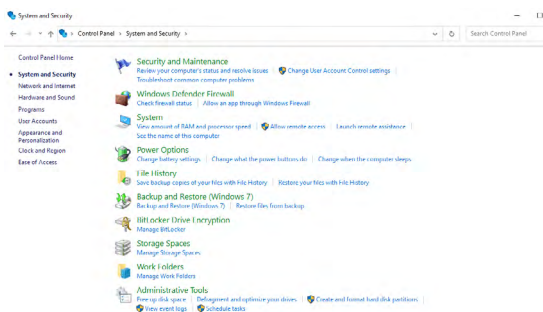 System and Security
Control Panel > System and Security >
Search Control Panel
Control Panel Home
System and Security
Network and Internet
Hardware and Sound
Programs
User Accounts
Appearance and
Personalization
Clock and Region
Ease of Access
Security and Maintenance
Review your computer's status and resolve issues | Change User Account Control settings |
Troubleshoot common computer problems
Windows Defender Firewall
Check firewall status | Allow an app through Windows Firewall
System
View amount of RAM and processor speed | Allow remote access | Launch remote assistance |
See the name of this computer
Power Options
Change battery settings | Change what the power buttons do | Change when the computer sleeps
File History
Save backup copies of your files with File History | Restore your files with File History
Backup and Restore (Windows 7)
Backup and Restore (Windows 7) | Restore files from backup
BitLocker Drive Encryption
Manage BitLocker
Storage Spaces
Manage Storage Spaces
Work Folders
Manage Work Folders
Administrative Tools
Free up disk space | Defragment and optimize your drives | Create and format hard disk partitions |
View event logs | Schedule tasks